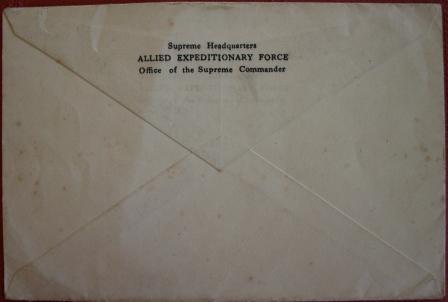 Supreme Headquarters
ALLIED EXPEDITIONARY FORCE
Office of the Supreme Commander